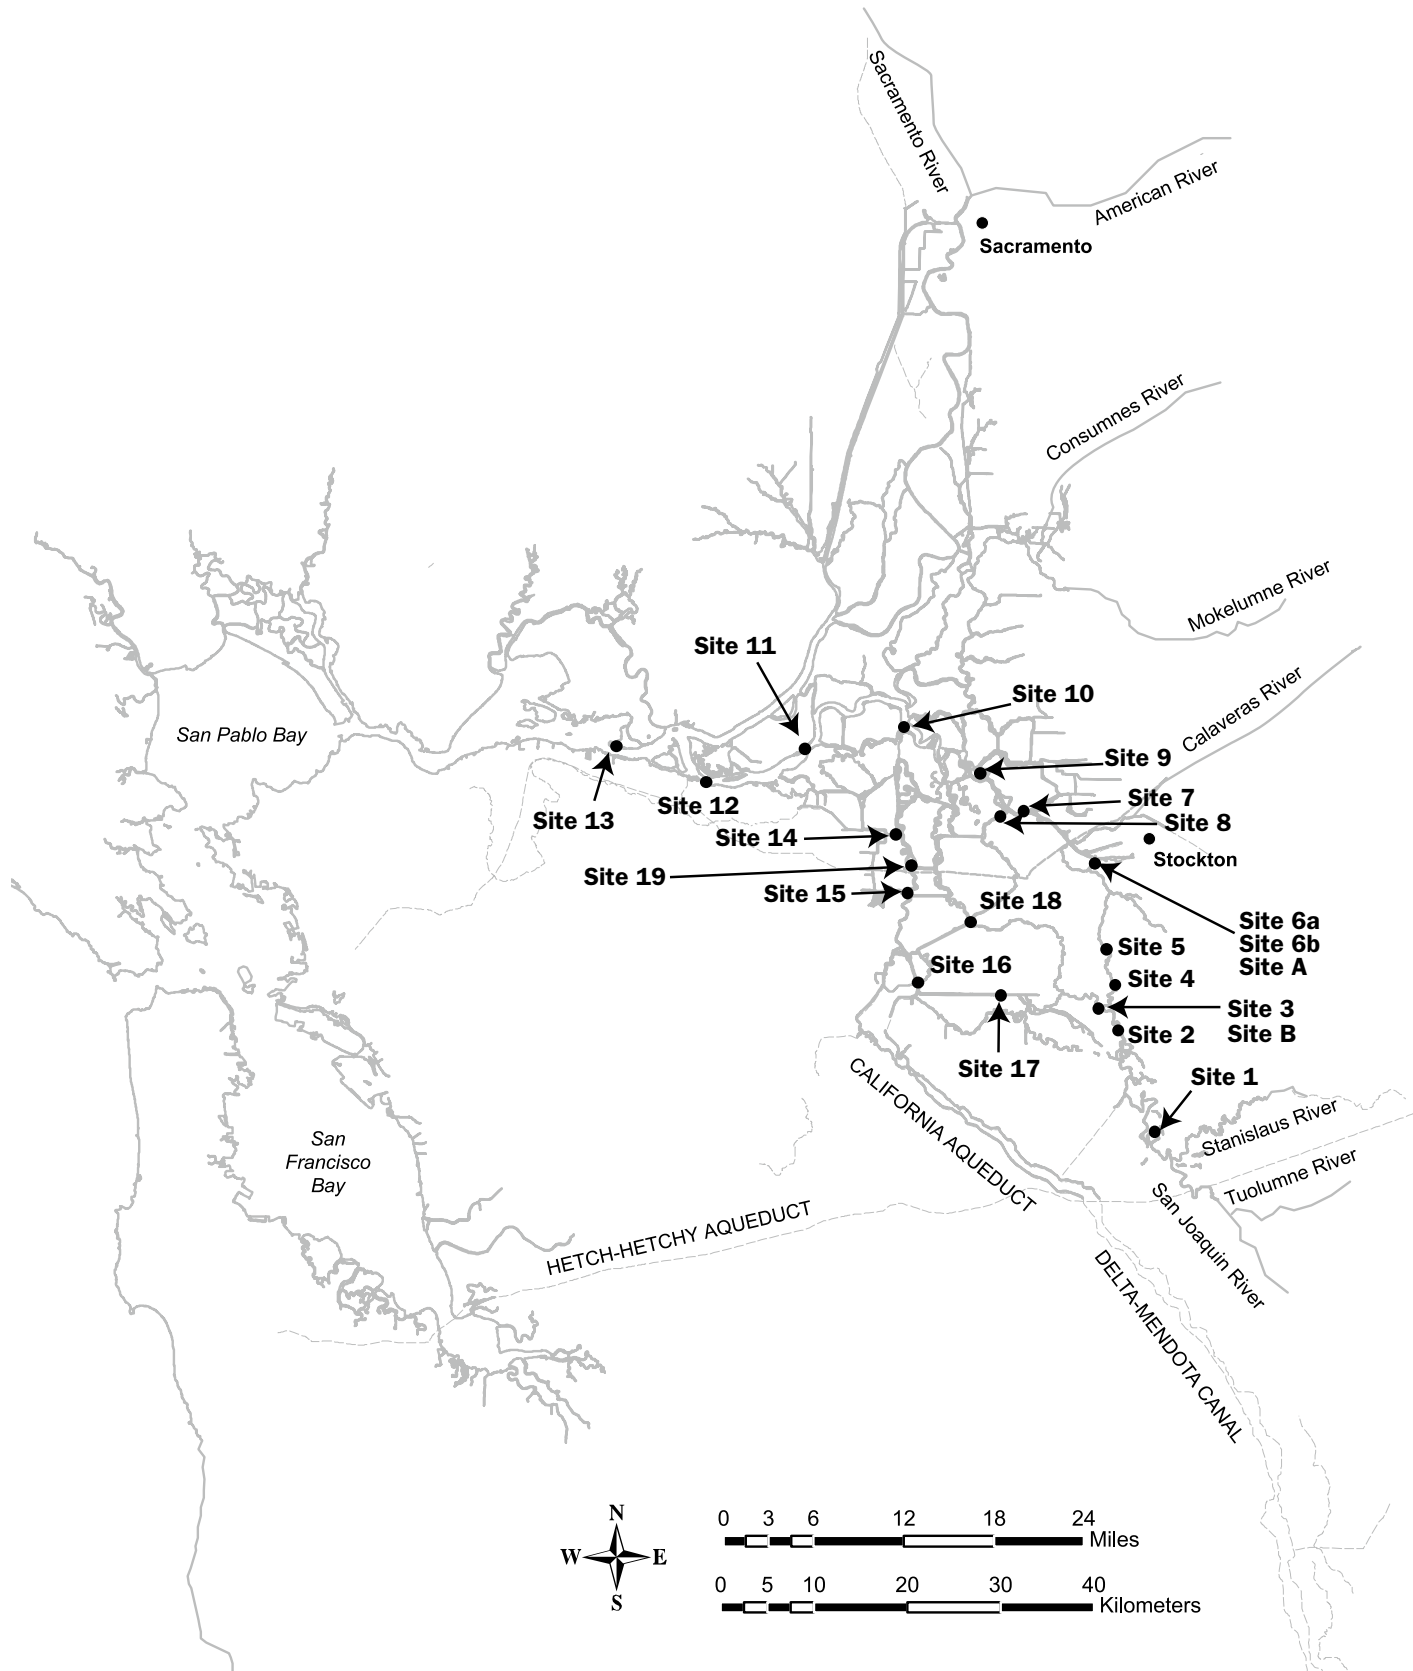 Sacramento River
American River
Sacramento
Consumnes River
Mokelumne River
Site 11
Site 10
Calaveras River
San Pablo Bay
Site 9
Site 7
Site 12
Site 13
Site 8
Site 14
Stockton
Site 19
Site 15
Site 18
Site 6a
Site 6b
Site A
Site 5
Site 16
Site 4
Site 3
Site B
Site 2
Site 17
Site 1
CALIFORNIA AQUEDUCT
Stanislaus River
San
Francisco
Bay
Tuolumne River
San Joaquin River
HETCH-HETCHY AQUEDUCT
DELTA-MENDOTA CANAL
N
W E
S
0 3 6 12 18 24
Miles
0 5 10 20 30 40
Kilometers